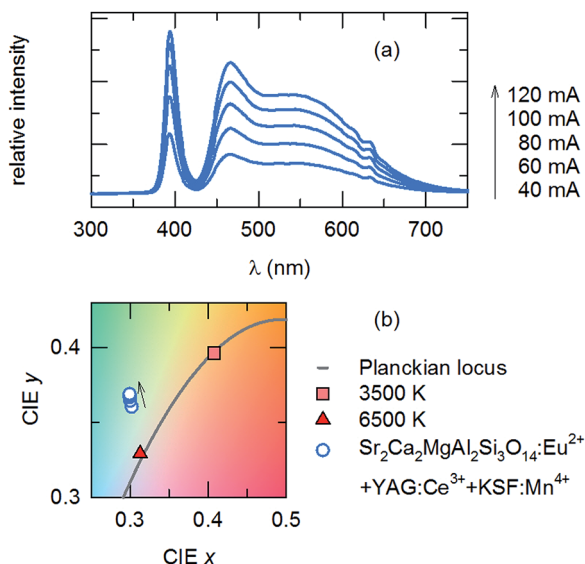 (a)
relative intensity
120 mA
100 mA
80 mA
60 mA
40 mA
300 400 500 600 700
λ (nm)
(b)
CIE y
0.4
0.3
0.3 0.4 0.5
CIE x
Planckian locus
3500 K
6500 K
Sr₂Ca₂MgAl₂Si₃O₁₄:Eu²⁺
+YAG:Ce³⁺+KSF:Mn⁴⁺